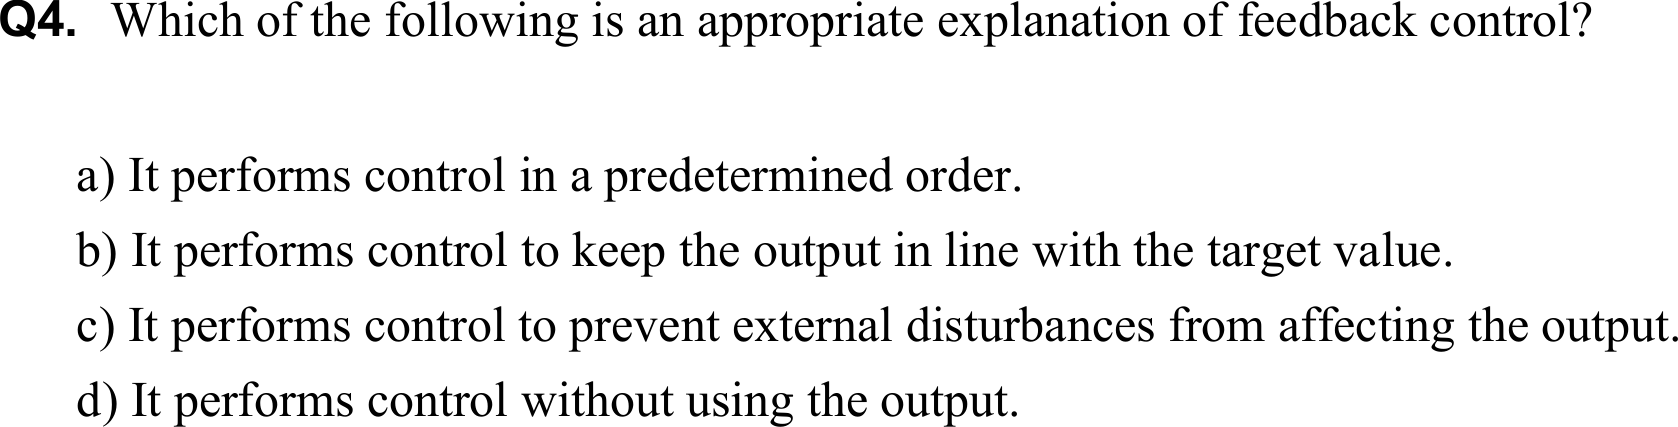 Q4. Which of the following is an appropriate explanation of feedback control?
a) It performs control in a predetermined order.
b) It performs control to keep the output in line with the target value.
c) It performs control to prevent external disturbances from affecting the output.
d) It performs control without using the output.